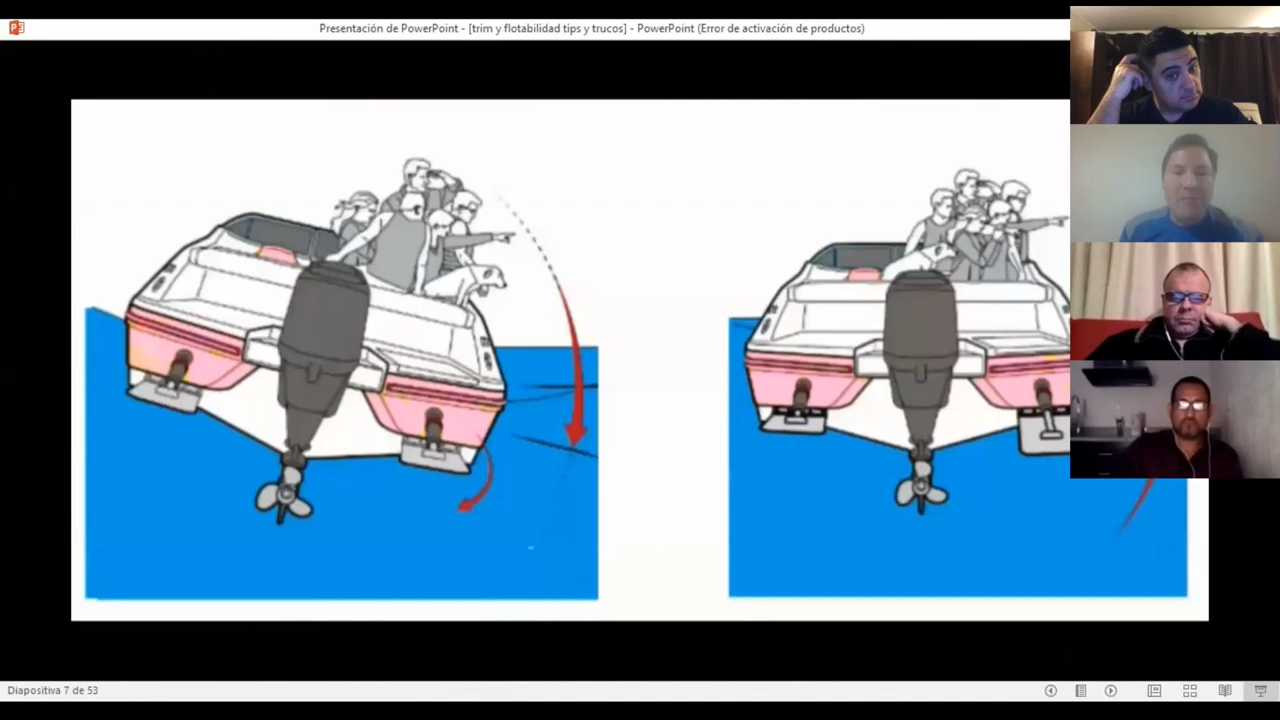 Presentación de PowerPoint - [trim y flotabilidad tips y trucos] - PowerPoint (Error de activación de productos)
Diapositiva 7 de 53